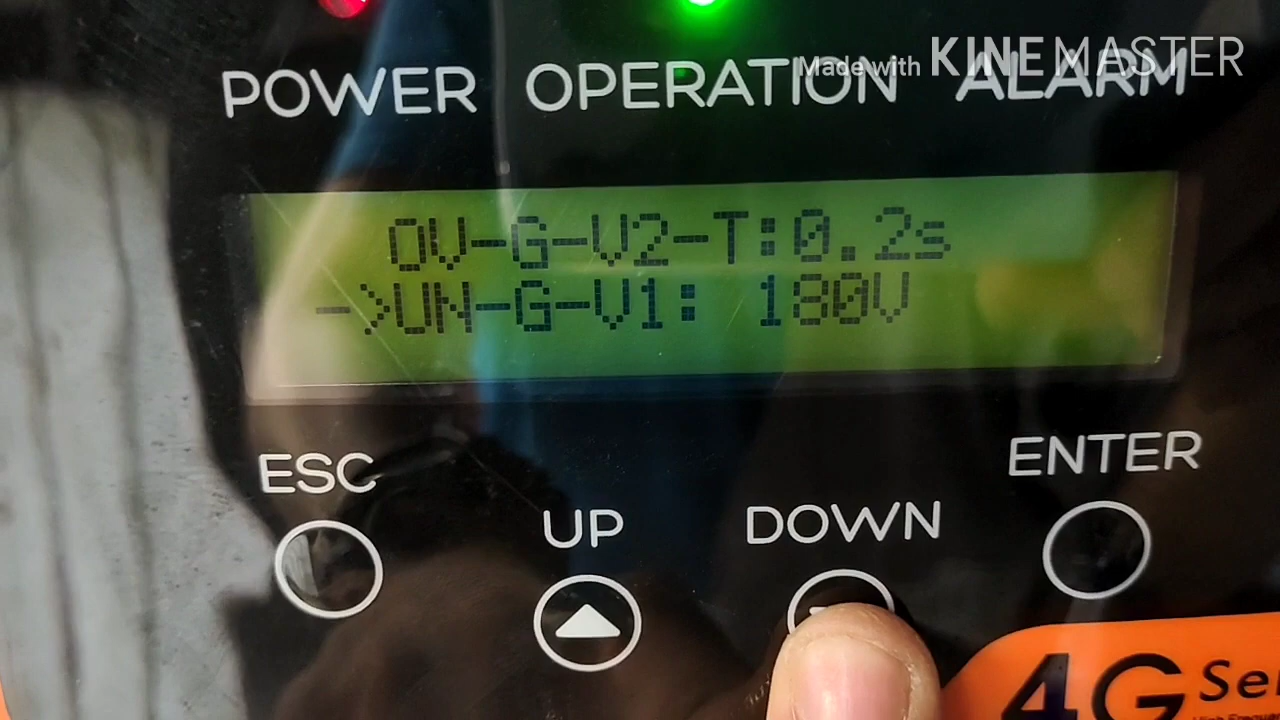 Made with KINEMASTER
POWER OPERATION ALARM
OV-G-V2-T:0.2s
->UN-G-V1: 180V
ESC
UP
DOWN
ENTER
4G